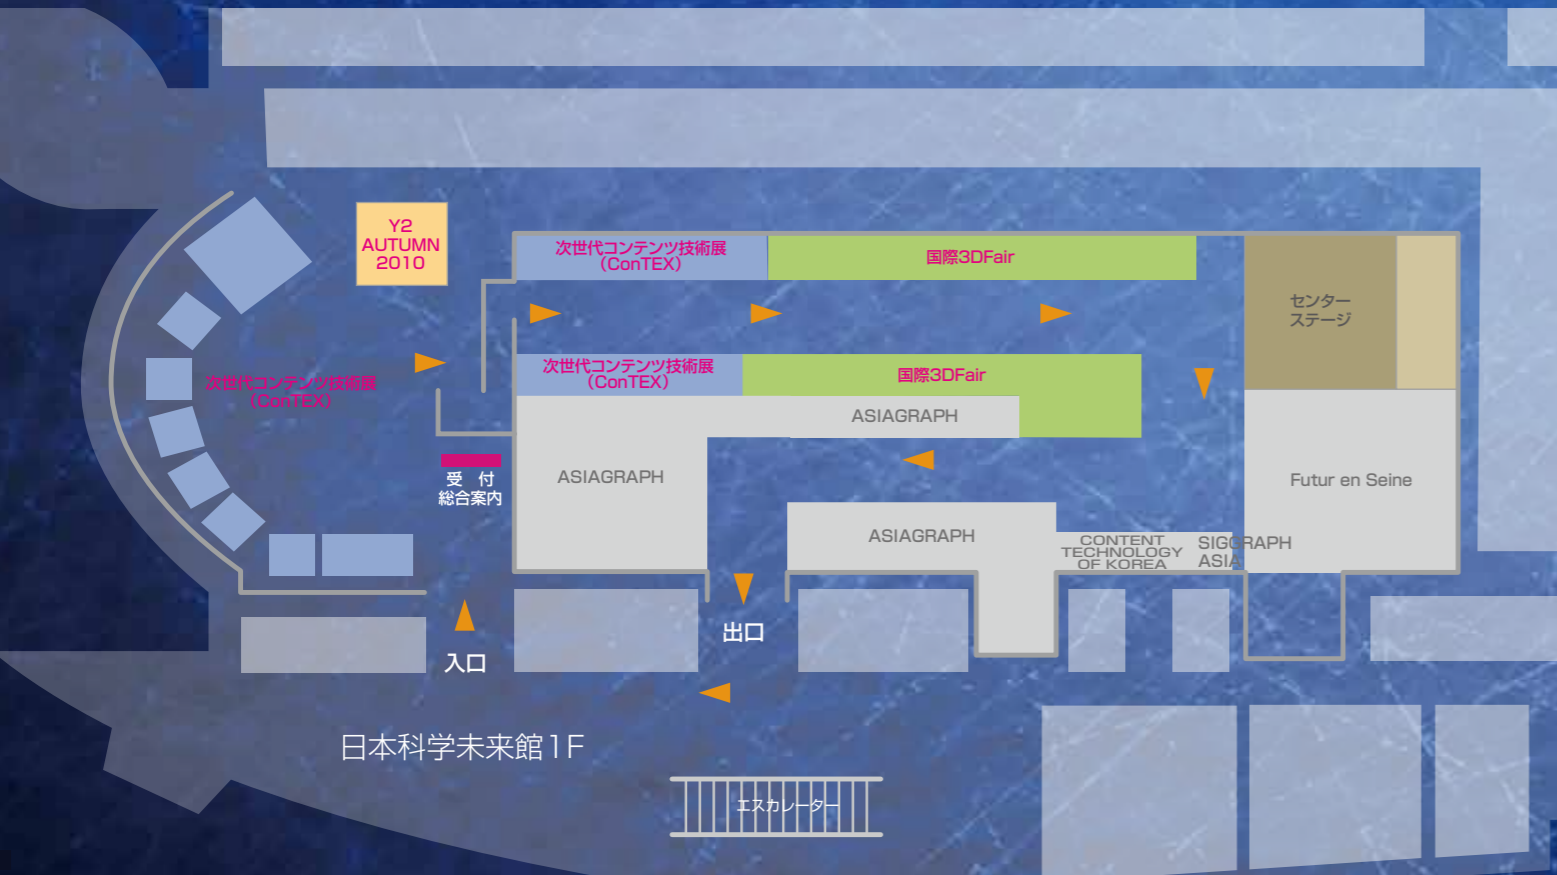 Y2
AUTUMN
2010
次世代コンテンツ技術展
（ConTEX）
国際3DFair
センター
ステージ
次世代コンテンツ技術展
（ConTEX）
国際3DFair
次世代コンテンツ技術展
（ConTEX）
ASIAGRAPH
ASIAGRAPH
受 付
総合案内
Futur en Seine
ASIAGRAPH
CONTENT
TECHNOLOGY
OF KOREA
SIGGRAPH
ASIA
出口
入口
日本科学未来館1F
エスカレーター